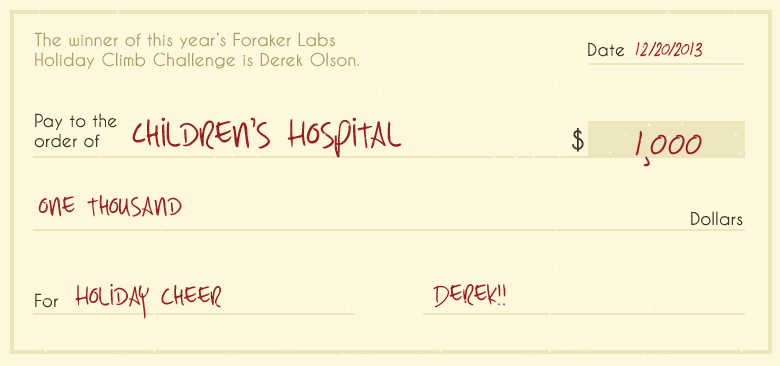 The winner of this year's Foraker Labs
Holiday Climb Challenge is Derek Olson.
Date 12/20/2013
Pay to the
order of CHILDREN'S HOSPITAL $ 1,000
ONE THOUSAND
Dollars
For HOLIDAY CHEER DEREK!!